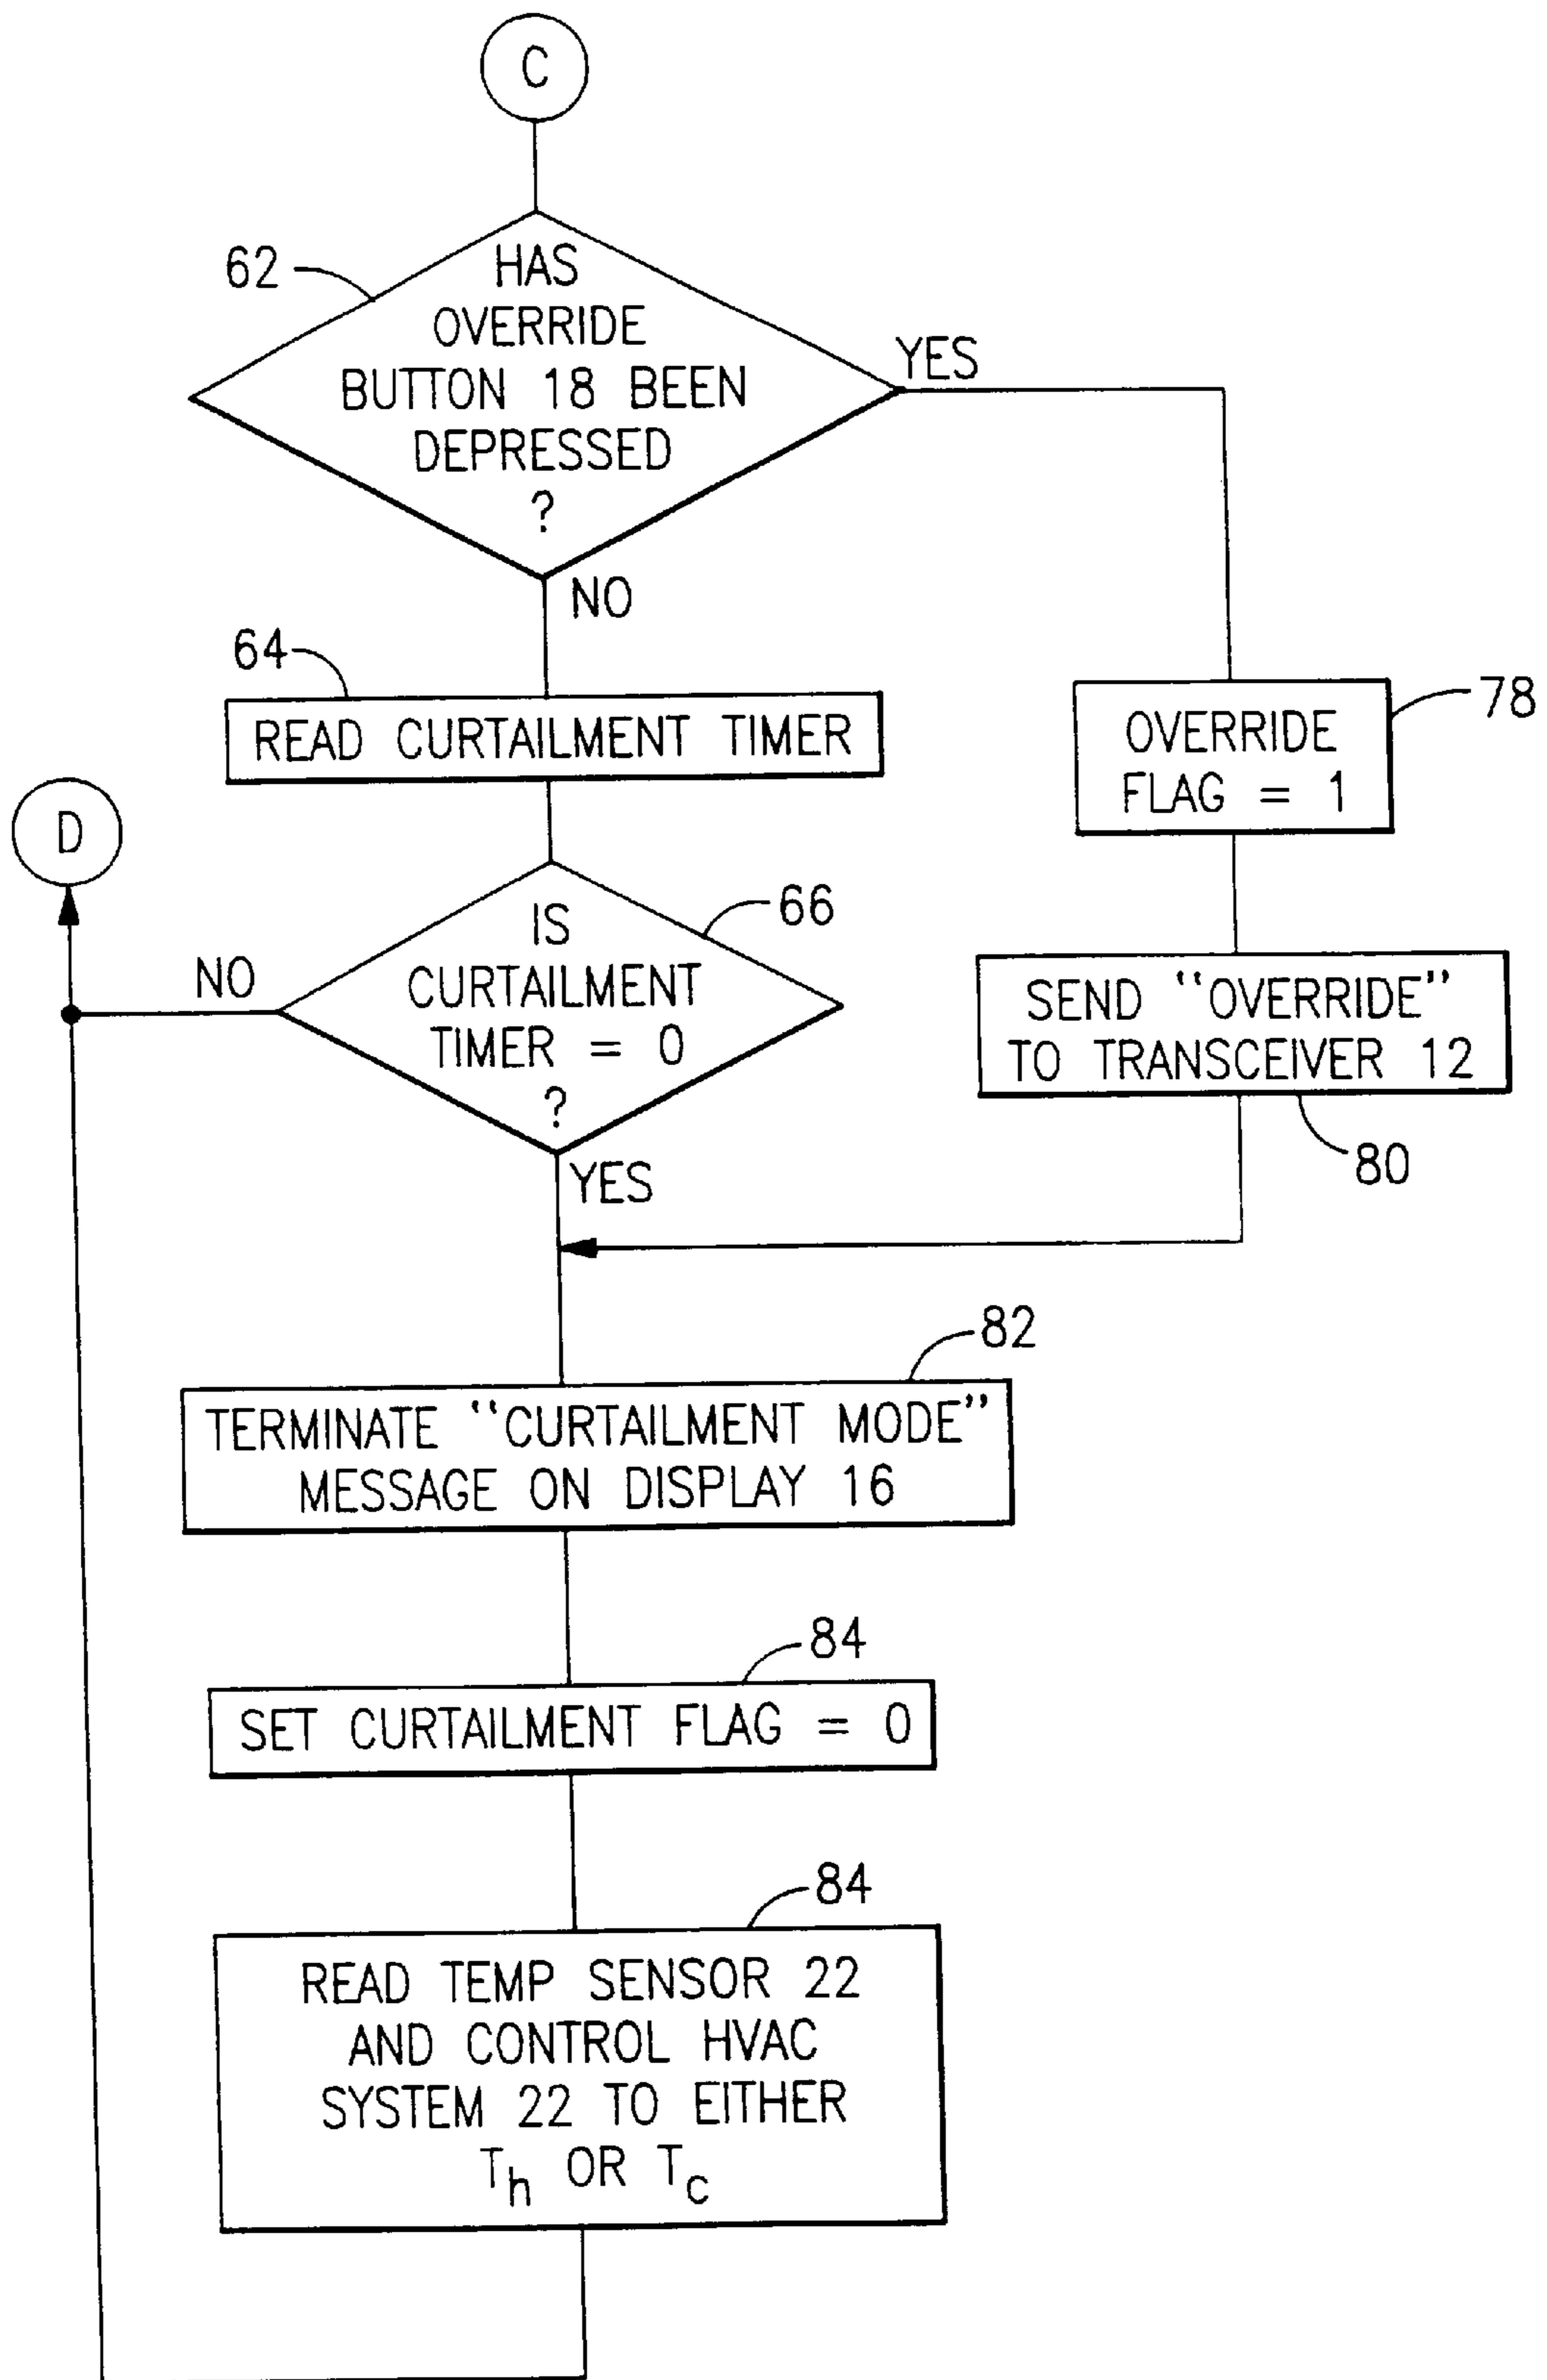 C
62
HAS
OVERRIDE
BUTTON 18 BEEN
DEPRESSED
?
YES
NO
64
READ CURTAILMENT TIMER
78
OVERRIDE
FLAG = 1
D
66
IS
CURTAILMENT
TIMER = 0
?
NO
YES
SEND "OVERRIDE"
TO TRANSCEIVER 12
80
82
TERMINATE "CURTAILMENT MODE"
MESSAGE ON DISPLAY 16
84
SET CURTAILMENT FLAG = 0
84
READ TEMP SENSOR 22
AND CONTROL HVAC
SYSTEM 22 TO EITHER
Th OR Tc